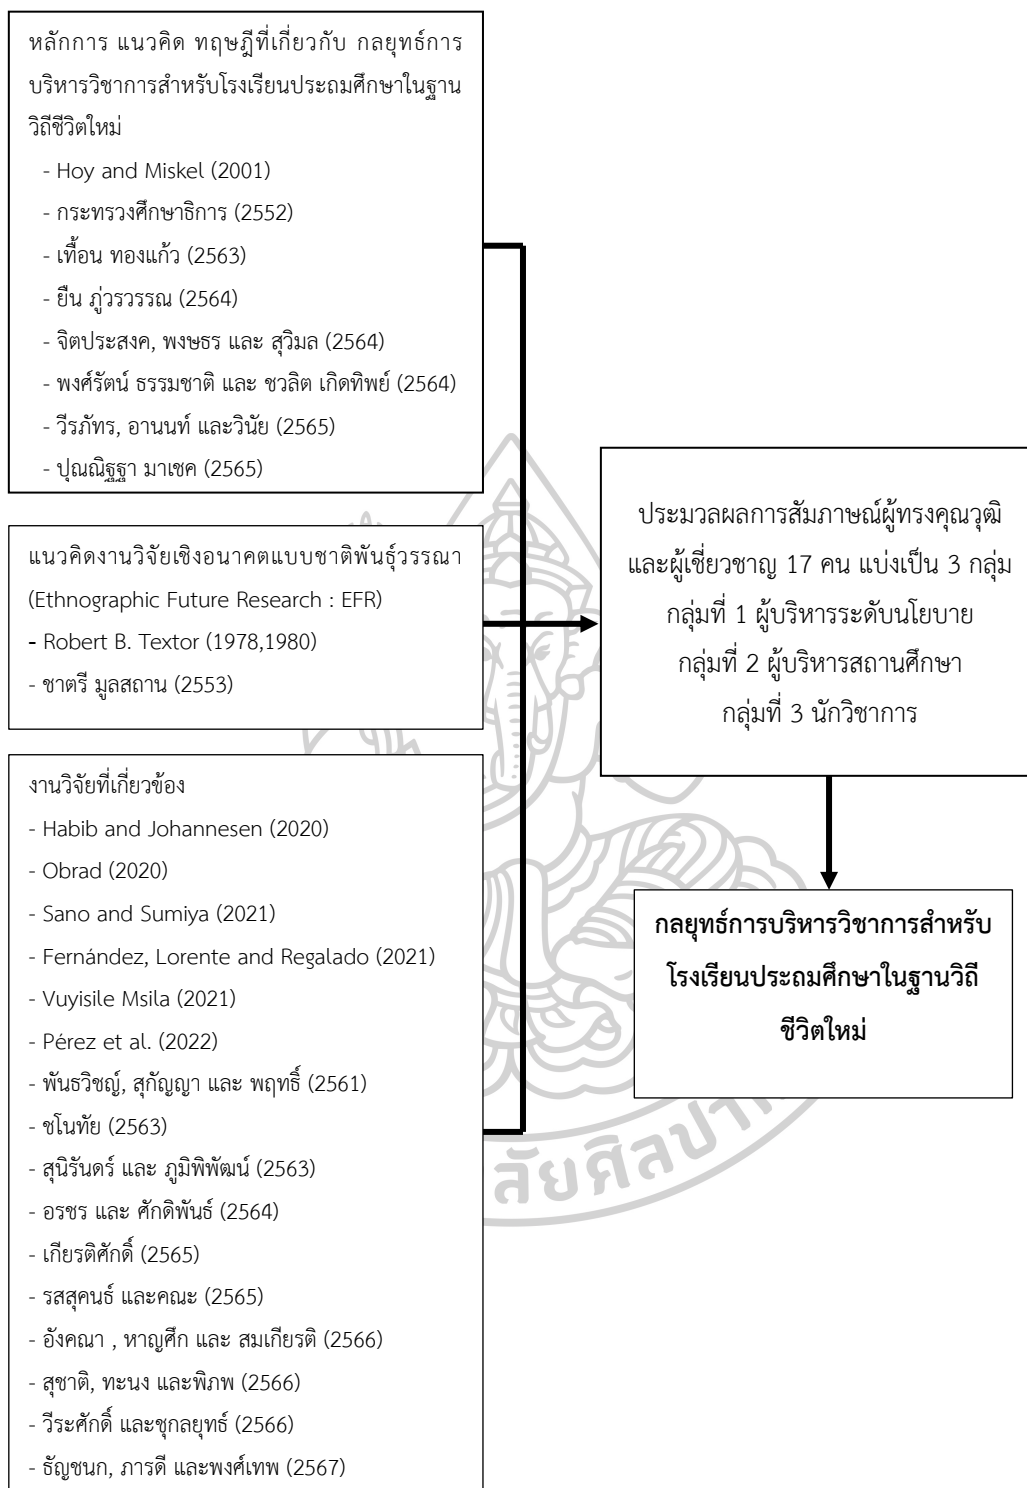 หลักการ แนวคิด ทฤษฎีที่เกี่ยวกับ กลยุทธ์การ
บริหารวิชาการสำหรับโรงเรียนประถมศึกษาในฐาน
วิถีชีวิตใหม่
- Hoy and Miskel (2001)
- กระทรวงศึกษาธิการ (2552)
- เทื้อน ทองแก้ว (2563)
- ยืน ภู่วรวรรณ (2564)
- จิตประสงค, พงษธร และ สุวิมล (2564)
- พงศ์รัตน์ ธรรมชาติ และ ชวลิต เกิดทิพย์ (2564)
- วีรภัทร, อานนท์ และวินัย (2565)
- ปุณณิฐฐา มาเชค (2565)
แนวคิดงานวิจัยเชิงอนาคตแบบชาติพันธุ์วรรณา
(Ethnographic Future Research : EFR)
- Robert B. Textor (1978,1980)
- ชาตรี มูลสถาน (2553)
งานวิจัยที่เกี่ยวข้อง
- Habib and Johannesen (2020)
- Obrad (2020)
- Sano and Sumiya (2021)
- Fernández, Lorente and Regalado (2021)
- Vuyisile Msila (2021)
- Pérez et al. (2022)
- พันธวิชญ์, สุกัญญา และ พฤทธิ์ (2561)
- ชโนทัย (2563)
- สุนิรันดร์ และ ภูมิพิพัฒน์ (2563)
- อรชร และ ศักดิพันธ์ (2564)
- เกียรติศักดิ์ (2565)
- รสสุคนธ์ และคณะ (2565)
- อังคณา , หาญศึก และ สมเกียรติ (2566)
- สุชาติ, ทะนง และพิภพ (2566)
- วีระศักดิ์ และชุกลยุทธ์ (2566)
- ธัญชนก, ภารดี และพงศ์เทพ (2567)
ประมวลผลการสัมภาษณ์ผู้ทรงคุณวุฒิ
และผู้เชี่ยวชาญ 17 คน แบ่งเป็น 3 กลุ่ม
กลุ่มที่ 1 ผู้บริหารระดับนโยบาย
กลุ่มที่ 2 ผู้บริหารสถานศึกษา
กลุ่มที่ 3 นักวิชาการ
กลยุทธ์การบริหารวิชาการสำหรับ
โรงเรียนประถมศึกษาในฐานวิถี
ชีวิตใหม่
ลัยศิลปา